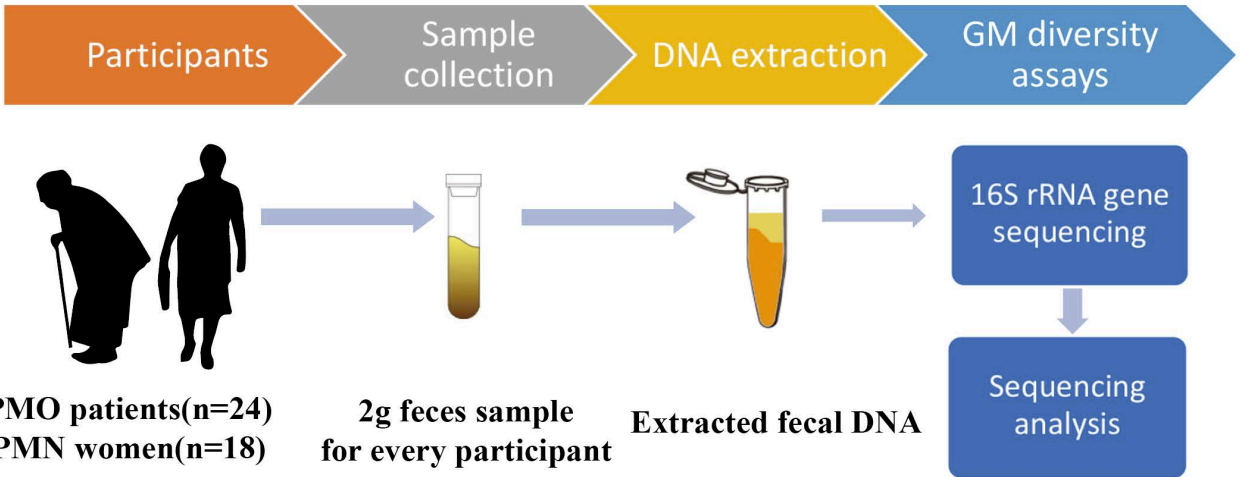 Participants
Sample
collection
DNA extraction
GM diversity
assays
16S rRNA gene
sequencing
Sequencing
analysis
PMO patients(n=24)
PMN women(n=18)
2g feces sample
for every participant
Extracted fecal DNA